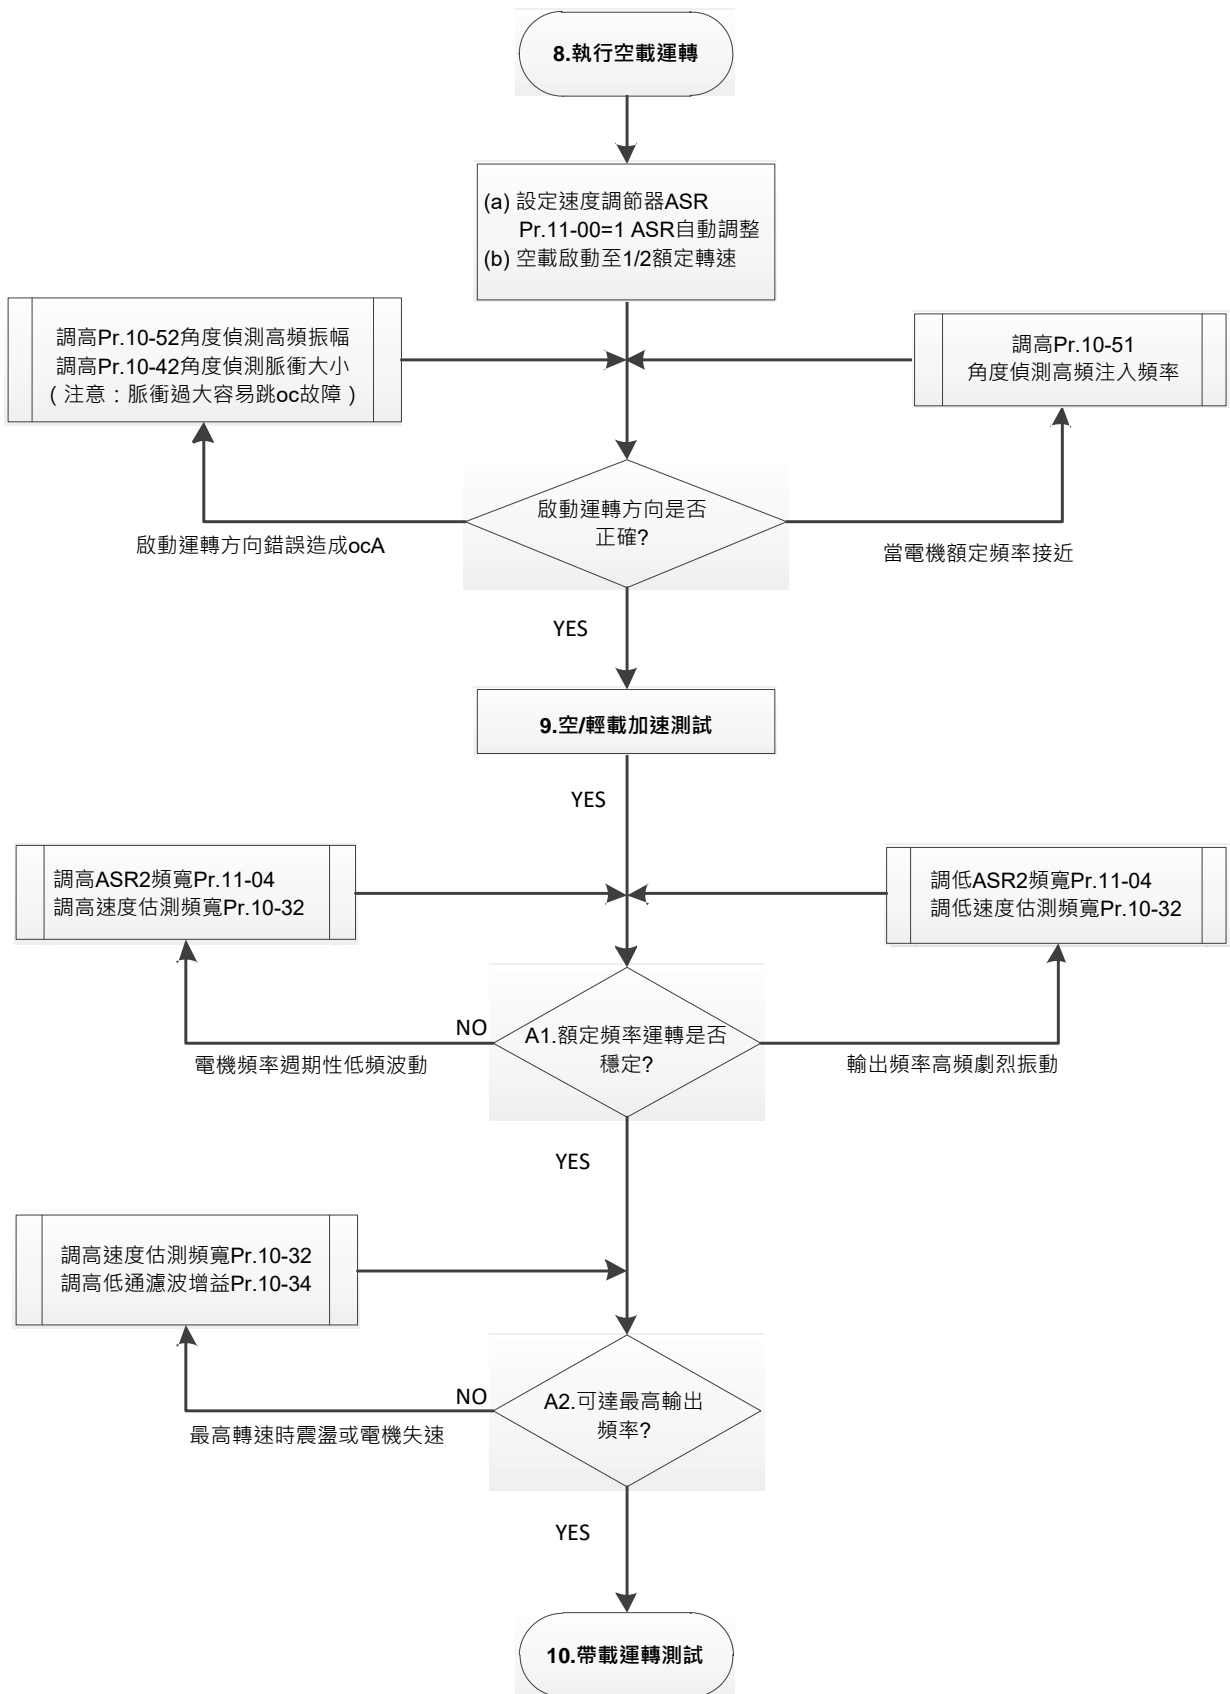 8.執行空載運轉
(a) 設定速度調節器ASR
Pr.11-00=1 ASR自動調整
(b) 空載啟動至1/2額定轉速
調高Pr.10-52角度偵測高頻振幅
調高Pr.10-42角度偵測脈衝大小
(注意：脈衝過大容易跳oc故障)
調高Pr.10-51
角度偵測高頻注入頻率
啟動運轉方向是否
正確?
啟動運轉方向錯誤造成ocA
當電機額定頻率接近
YES
9.空/輕載加速測試
YES
調高ASR2頻寬Pr.11-04
調高速度估測頻寬Pr.10-32
調低ASR2頻寬Pr.11-04
調低速度估測頻寬Pr.10-32
NO
A1.額定頻率運轉是否
穩定?
電機頻率週期性低頻波動
輸出頻率高頻劇烈振動
YES
調高速度估測頻寬Pr.10-32
調高低通濾波增益Pr.10-34
NO
A2.可達最高輸出
頻率?
最高轉速時震盪或電機失速
YES
10.帶載運轉測試